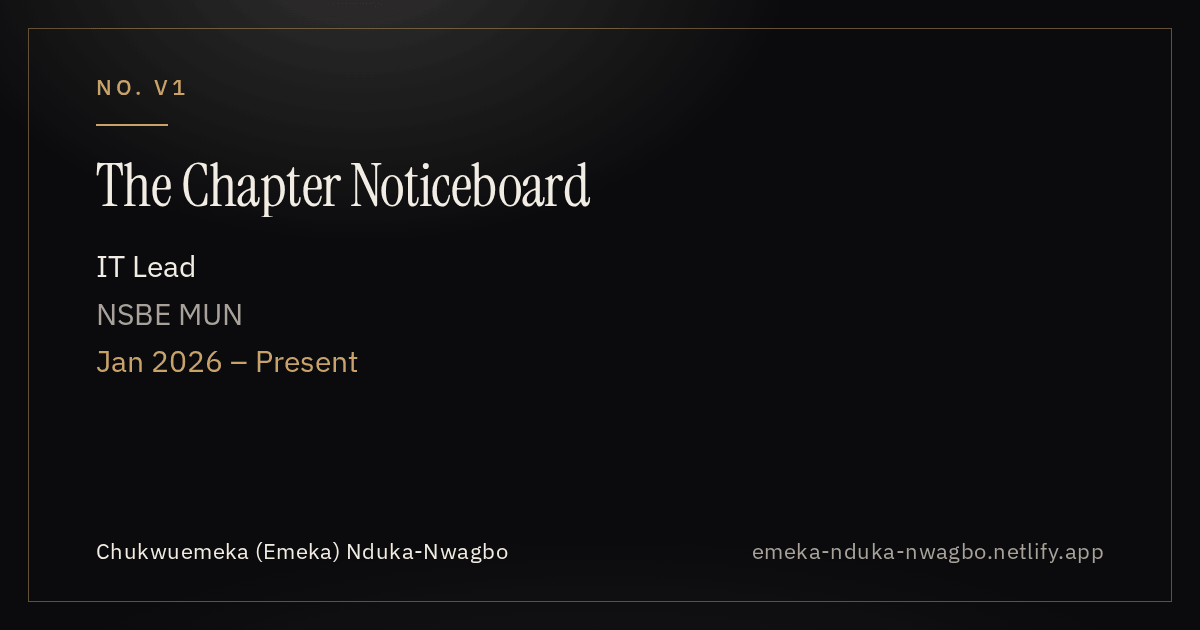 NO. V1
The Chapter Noticeboard
IT Lead
NSBE MUN
Jan 2026 – Present
Chukwuemeka (Emeka) Nduka-Nwagbo
emeka-nduka-nwagbo.netlify.app